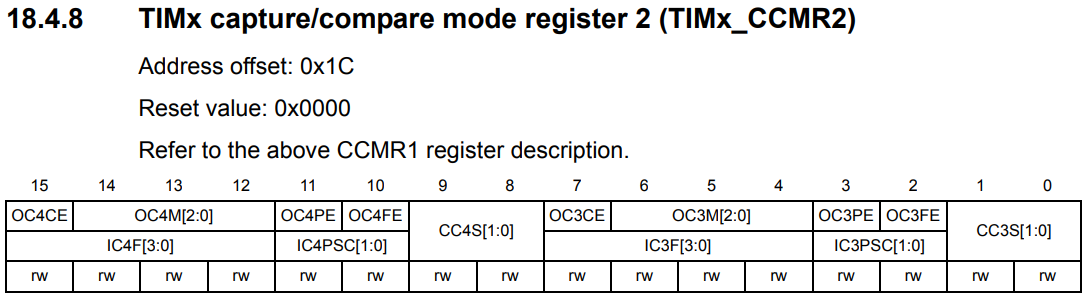 18.4.8 TIMx capture/compare mode register 2 (TIMx_CCMR2)
Address offset: 0x1C
Reset value: 0x0000
Refer to the above CCMR1 register description.
15 14 13 12 11 10 9 8 7 6 5 4 3 2 1 0
OC4CE OC4M[2:0] OC4PE OC4FE CC4S[1:0] OC3CE OC3M[2:0] OC3PE OC3FE CC3S[1:0]
IC4F[3:0] IC4PSC[1:0] IC3F[3:0] IC3PSC[1:0]
rw rw rw rw rw rw rw rw rw rw rw rw rw rw rw rw